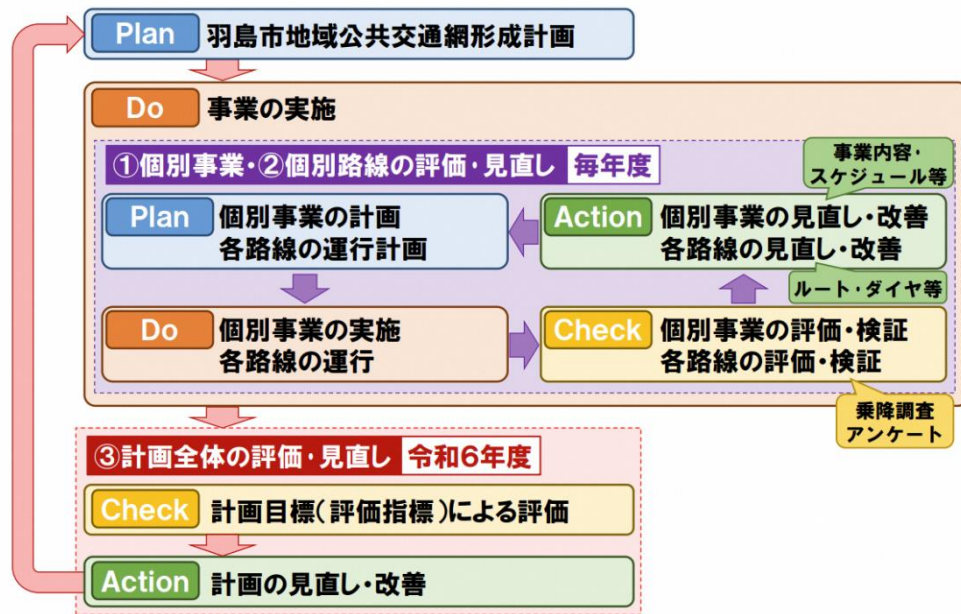 Plan 羽島市地域公共交通網形成計画
Do 事業の実施
①個別事業・②個別路線の評価・見直し 毎年度
事業内容・
スケジュール等
Plan 個別事業の計画
各路線の運行計画
Action 個別事業の見直し・改善
各路線の見直し・改善
ルート・ダイヤ等
Do 個別事業の実施
各路線の運行
Check 個別事業の評価・検証
各路線の評価・検証
乗降調査
アンケート
③計画全体の評価・見直し 令和6年度
Check 計画目標(評価指標)による評価
Action 計画の見直し・改善